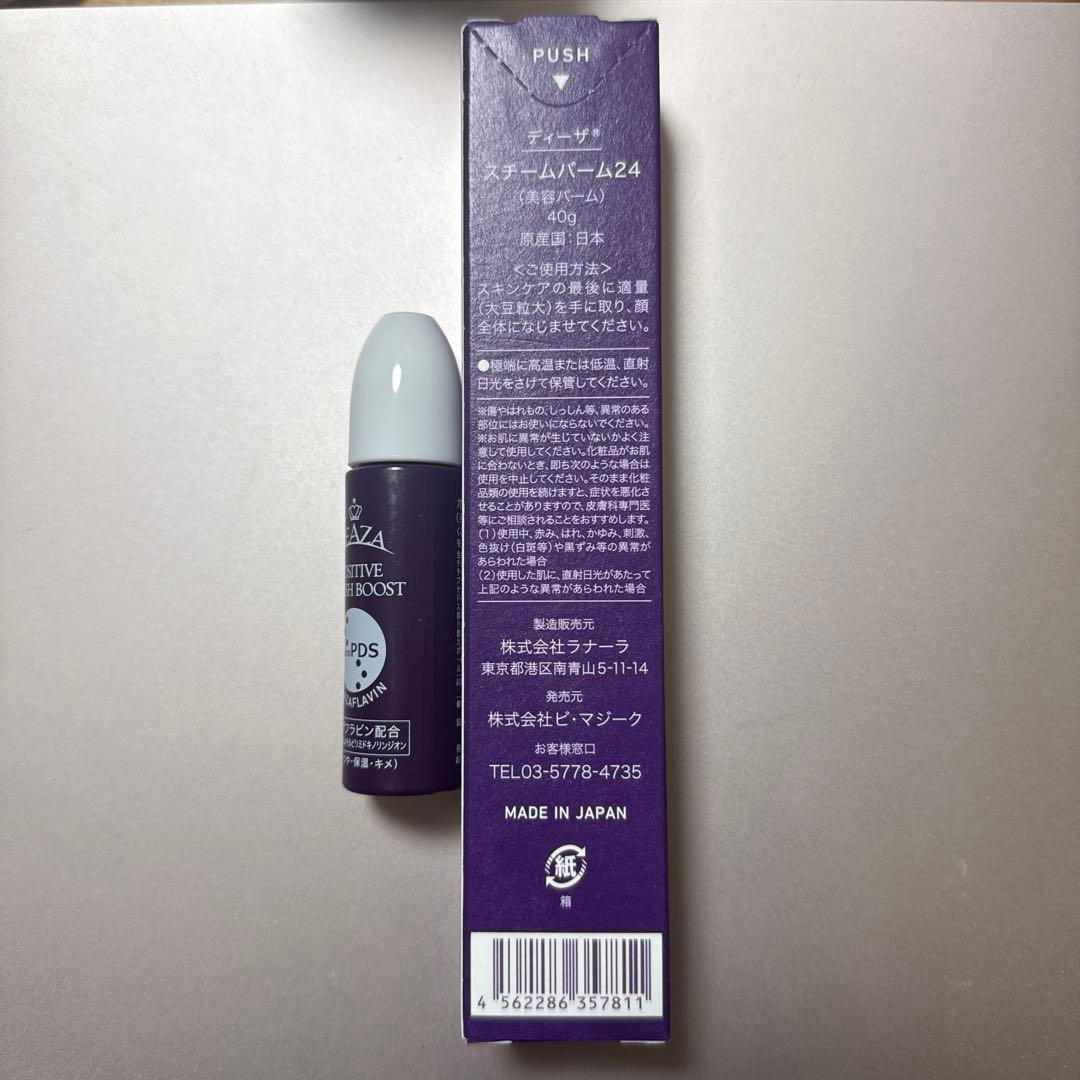 PUSH
ディーザ®
スチームバーム24
（美容バーム）
40g
原産国：日本
＜ご使用方法＞
スキンケアの最後に適量
（大豆粒大）を手に取り、顔
全体になじませてください。
●極端に高温または低温、直射
日光をさけて保管してください。
※傷やはれもの、しっしん等、異常のある
部位にはお使いにならないでください。
※お肌に異常が生じていないかよく注
意して使用してください。化粧品がお肌
に合わないとき、即ち次のような場合は
使用を中止してください。そのまま化粧
品類の使用を続けますと、症状を悪化さ
せることがありますので、皮膚科専門医
等にご相談されることをおすすめします。
（1）使用中、赤み、はれ、かゆみ、刺激、
色抜け（白斑等）や黒ずみ等の異常が
あらわれた場合
（2）使用した肌に、直射日光があたって
上記のような異常があらわれた場合
製造販売元
株式会社ラナーラ
東京都港区南青山5-11-14
発売元
株式会社ビ・マジーク
お客様窓口
TEL03-5778-4735
MADE IN JAPAN
紙
箱
4 562286 357811
EAZA
SITIVE
H BOOST
PDS
ZAFLAVIN
フラビン配合
チルピリミドキノリンジオン
や・保湿・キメ）